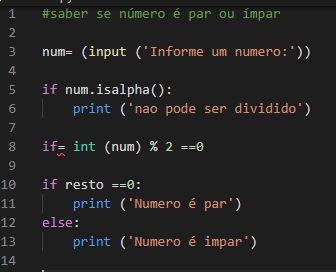 1 #saber se número é par ou ímpar
2
3 num= (input ('Informe um numero:'))
4
5 if num.isalpha():
6 print ('nao pode ser dividido')
7
8 if= int (num) % 2 ==0
9
10 if resto ==0:
11 print ('Numero é par')
12 else:
13 print ('Numero é impar')
14